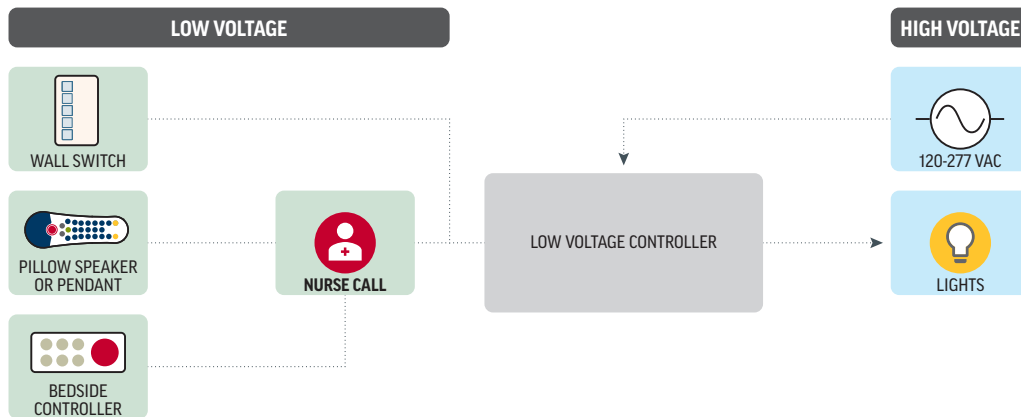 LOW VOLTAGE
HIGH VOLTAGE
WALL SWITCH
120-277 VAC
PILLOW SPEAKER
OR PENDANT
NURSE CALL
LOW VOLTAGE CONTROLLER
LIGHTS
BEDSIDE
CONTROLLER